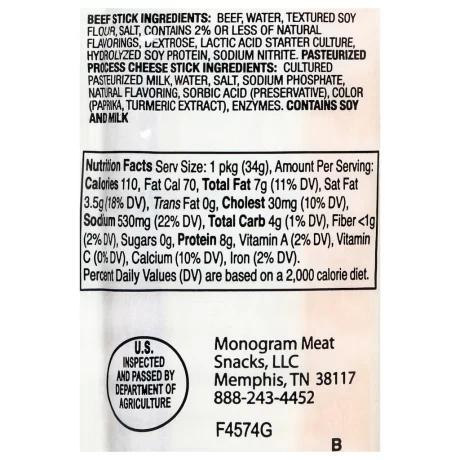 BEEF STICK INGREDIENTS: BEEF, WATER, TEXTURED SOY
FLOUR, SALT, CONTAINS 2% OR LESS OF NATURAL
FLAVORINGS, DEXTROSE, LACTIC ACID STARTER CULTURE,
HYDROLYZED SOY PROTEIN, SODIUM NITRITE. PASTEURIZED
PROCESS CHEESE STICK INGREDIENTS: CULTURED
PASTEURIZED MILK, WATER, SALT, SODIUM PHOSPHATE,
NATURAL FLAVORING, SORBIC ACID (PRESERVATIVE), COLOR
(PAPRIKA, TURMERIC EXTRACT), ENZYMES. CONTAINS SOY
AND MILK
Nutrition Facts Serv Size: 1 pkg (34g), Amount Per Serving:
Calories 110, Fat Cal 70, Total Fat 7g (11% DV), Sat Fat
3.5g (18% DV), Trans Fat 0g, Cholest 30mg (10% DV),
Sodium 530mg (22% DV), Total Carb 4g (1% DV), Fiber <1g
(2% DV), Sugars 0g, Protein 8g, Vitamin A (2% DV), Vitamin
C (0% DV), Calcium (10% DV), Iron (2% DV).
Percent Daily Values (DV) are based on a 2,000 calorie diet.
U.S.
INSPECTED
AND PASSED BY
DEPARTMENT OF
AGRICULTURE
Monogram Meat
Snacks, LLC
Memphis, TN 38117
888-243-4452
F4574G
B